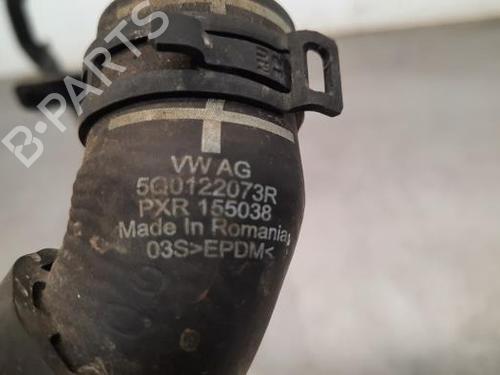 B-PARTS
VW AG
5Q0122073R
PXR 155038
Made In Romania
03S>EPDM<